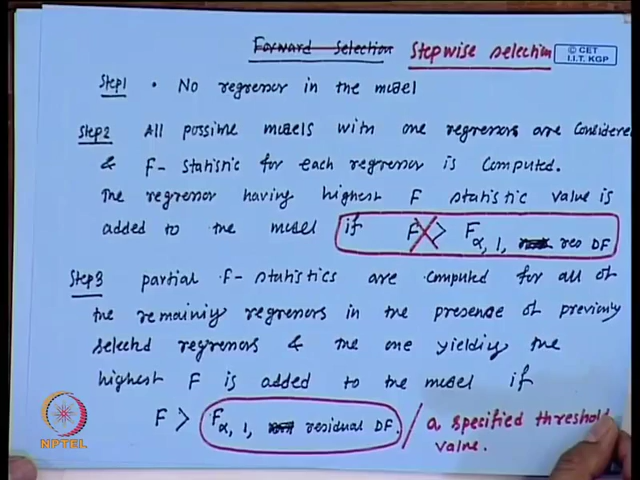 Forward Selection Stepwise selection
© CET
I.I.T. KGP
Step1 • No regressor in the model
Step2 All possible models with one regressors are Considere
& F- statistic for each regressor is computed.
The regressor having highest F statistic value is
added to the model if F > F α, 1, res DF
Step3 partial F-statistics are computed for all of
the remaining regressors in the presence of previously
selected regressors & the one yielding the
highest F is added to the model if
F > F α, 1, residual DF. / a specified threshold
value.
NPTEL